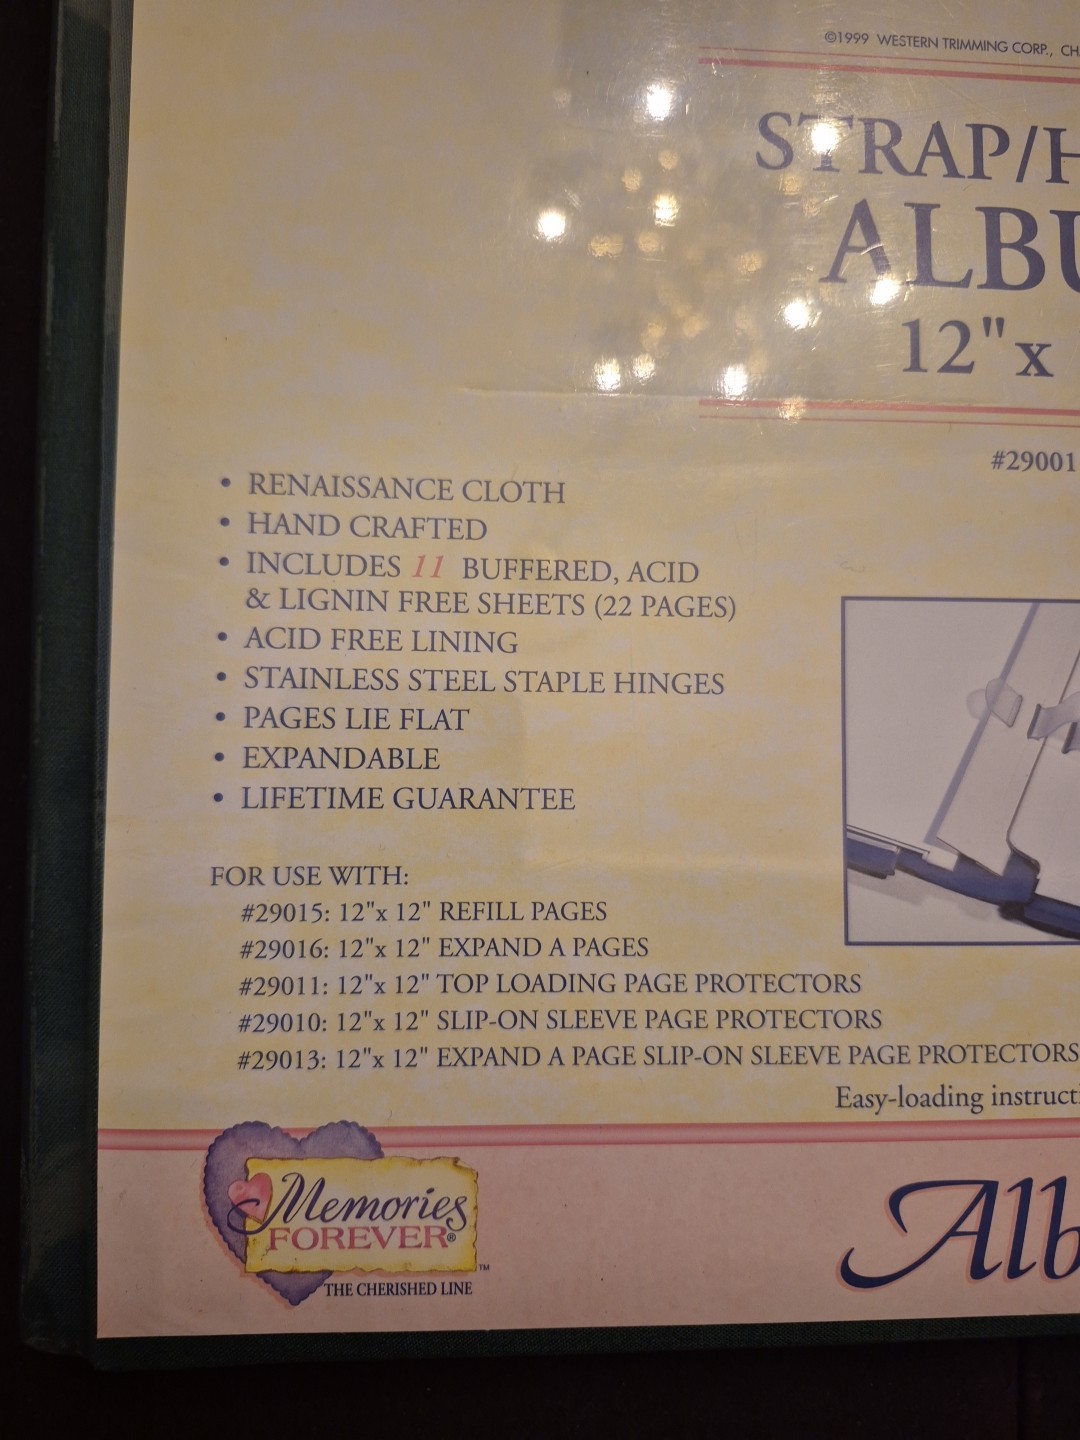 ©1999 WESTERN TRIMMING CORP., CH
STRAP/H
ALBU
12"x
#29001
• RENAISSANCE CLOTH
• HAND CRAFTED
• INCLUDES 11 BUFFERED, ACID
& LIGNIN FREE SHEETS (22 PAGES)
• ACID FREE LINING
• STAINLESS STEEL STAPLE HINGES
• PAGES LIE FLAT
• EXPANDABLE
• LIFETIME GUARANTEE
FOR USE WITH:
#29015: 12"x 12" REFILL PAGES
#29016: 12"x 12" EXPAND A PAGES
#29011: 12"x 12" TOP LOADING PAGE PROTECTORS
#29010: 12"x 12" SLIP-ON SLEEVE PAGE PROTECTORS
#29013: 12"x 12" EXPAND A PAGE SLIP-ON SLEEVE PAGE PROTECTORS
Easy-loading instructi
Memories
FOREVER®
™
THE CHERISHED LINE
Alb